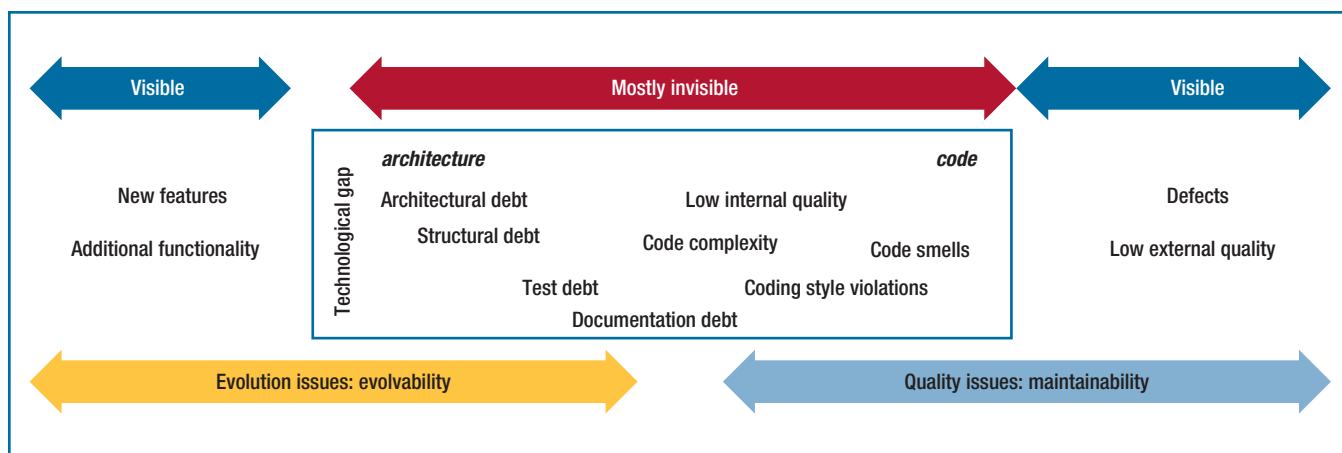 Visible
Mostly invisible
Visible
Technological gap
architecture
code
New features
Architectural debt
Low internal quality
Defects
Structural debt
Code complexity
Code smells
Additional functionality
Low external quality
Test debt
Coding style violations
Documentation debt
Evolution issues: evolvability
Quality issues: maintainability